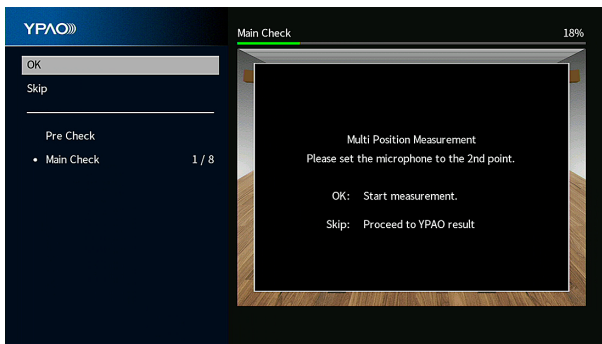 YPAO
OK
Skip
Pre Check
• Main Check 1 / 8
Main Check 18%
Multi Position Measurement
Please set the microphone to the 2nd point.
OK: Start measurement.
Skip: Proceed to YPAO result